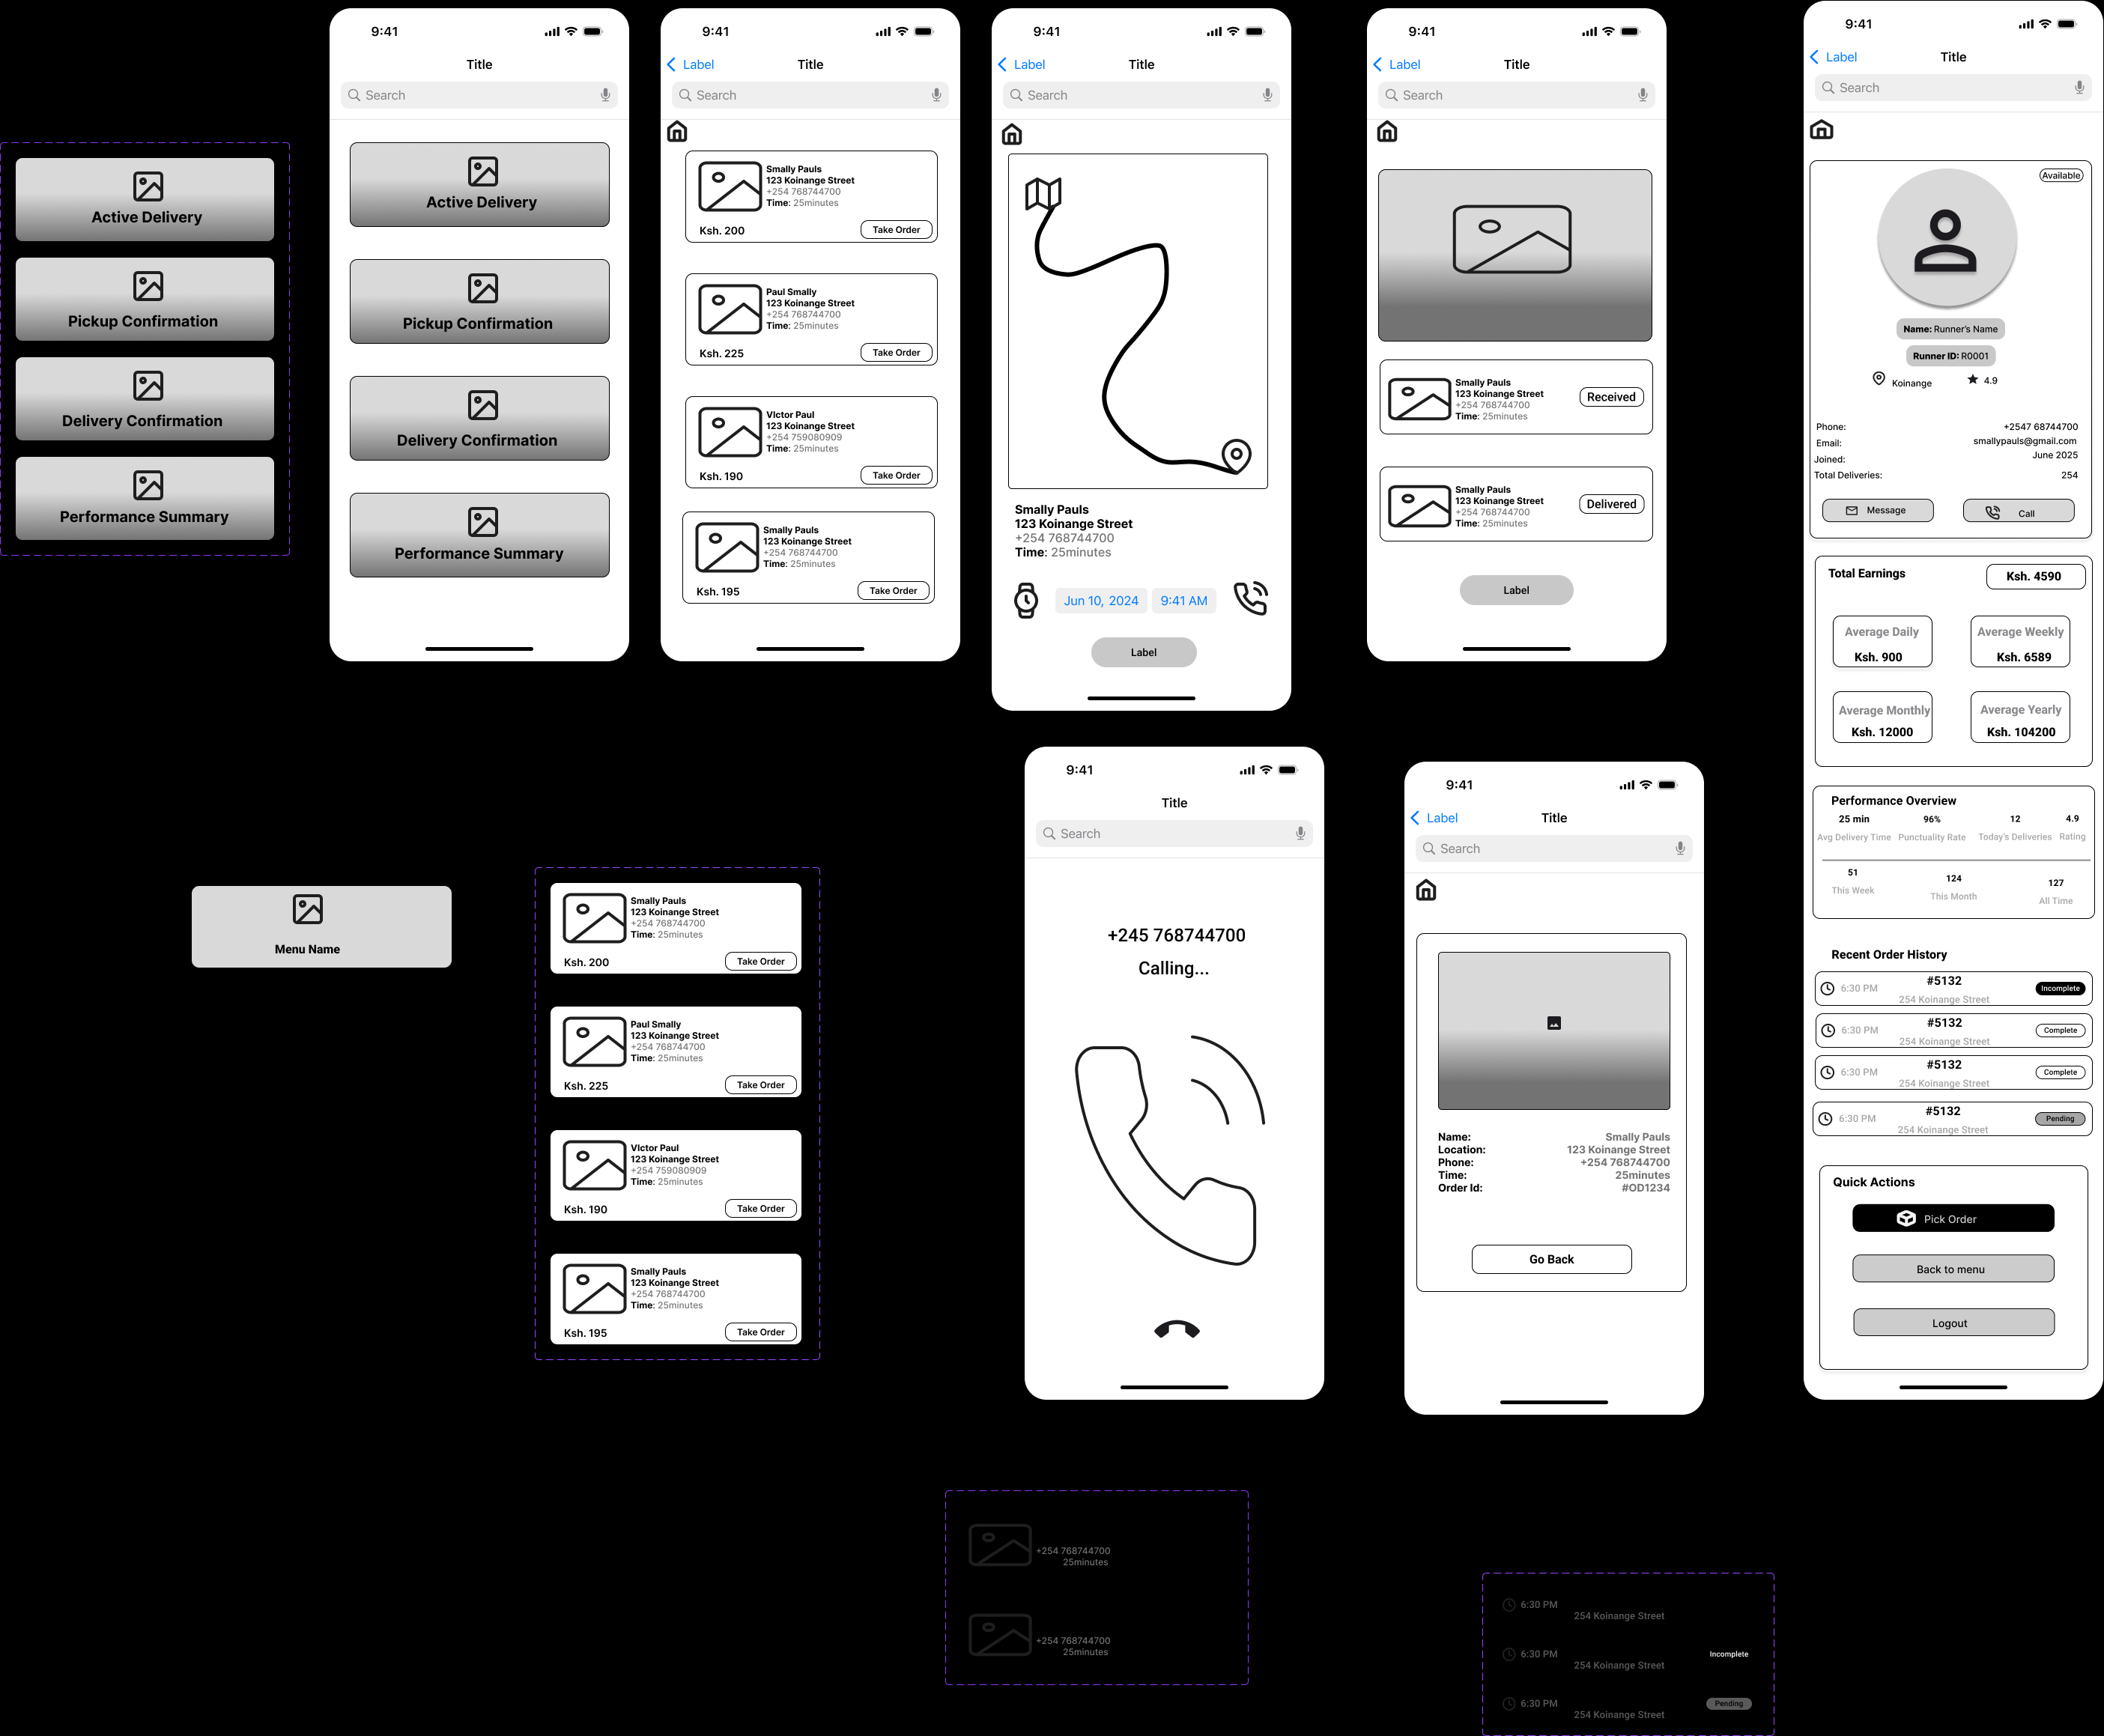 Active Delivery
Pickup Confirmation
Delivery Confirmation
Performance Summary
9:41
Title
Search
Active Delivery
Pickup Confirmation
Delivery Confirmation
Performance Summary
9:41
Label
Title
Search
Smally Pauls
123 Koinange Street
+254 768744700
Time: 25minutes
Ksh. 200
Take Order
Paul Smally
123 Koinange Street
+254 768744700
Time: 25minutes
Ksh. 225
Take Order
VIctor Paul
123 Koinange Street
+254 759080909
Time: 25minutes
Ksh. 190
Take Order
Smally Pauls
123 Koinange Street
+254 768744700
Time: 25minutes
Ksh. 195
Take Order
9:41
Label
Title
Search
Smally Pauls
123 Koinange Street
+254 768744700
Time: 25minutes
Jun 10, 2024
9:41 AM
Label
9:41
Label
Title
Search
Smally Pauls
123 Koinange Street
+254 768744700
Time: 25minutes
Received
Smally Pauls
123 Koinange Street
+254 768744700
Time: 25minutes
Delivered
Label
9:41
Label
Title
Search
Available
Name: Runner's Name
Runner ID: R0001
Koinange
4.9
Phone: +2547 68744700
Email: smallypauls@gmail.com
Joined: June 2025
Total Deliveries: 254
Message
Call
Total Earnings
Ksh. 4590
Average Daily
Ksh. 900
Average Weekly
Ksh. 6589
Average Monthly
Ksh. 12000
Average Yearly
Ksh. 104200
Performance Overview
25 min
Avg Delivery Time
96%
Punctuality Rate
12
Today's Deliveries
4.9
Rating
51
This Week
124
This Month
127
All Time
Recent Order History
6:30 PM
#5132
254 Koinange Street
Incomplete
6:30 PM
#5132
254 Koinange Street
Complete
6:30 PM
#5132
254 Koinange Street
Complete
6:30 PM
#5132
254 Koinange Street
Pending
Quick Actions
Pick Order
Back to menu
Logout
Menu Name
Smally Pauls
123 Koinange Street
+254 768744700
Time: 25minutes
Ksh. 200
Take Order
Paul Smally
123 Koinange Street
+254 768744700
Time: 25minutes
Ksh. 225
Take Order
VIctor Paul
123 Koinange Street
+254 759080909
Time: 25minutes
Ksh. 190
Take Order
Smally Pauls
123 Koinange Street
+254 768744700
Time: 25minutes
Ksh. 195
Take Order
9:41
Title
Search
+245 768744700
Calling...
9:41
Label
Title
Search
Name: Smally Pauls
Location: 123 Koinange Street
Phone: +254 768744700
Time: 25minutes
Order Id: #OD1234
Go Back
+254 768744700
25minutes
+254 768744700
25minutes
6:30 PM
254 Koinange Street
6:30 PM
254 Koinange Street
Incomplete
6:30 PM
254 Koinange Street
Pending